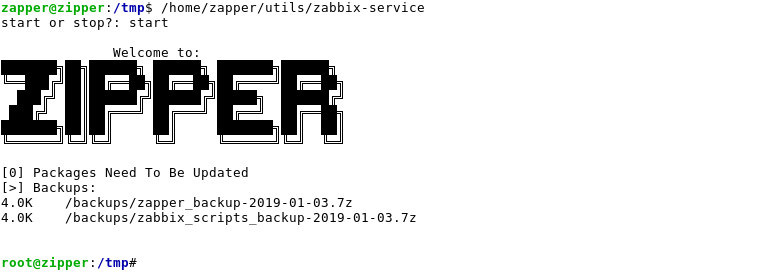 zapper@zipper:/tmp$ /home/zapper/utils/zabbix-service
start or stop?: start
Welcome to:
ZIPPER
[0] Packages Need To Be Updated
[>] Backups:
4.0K /backups/zapper_backup-2019-01-03.7z
4.0K /backups/zabbix_scripts_backup-2019-01-03.7z
root@zipper:/tmp#